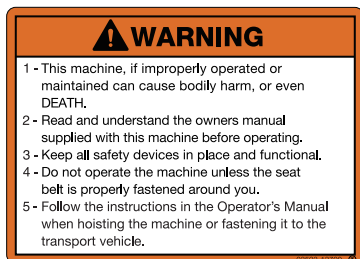 WARNING
1 - This machine, if improperly operated or
maintained can cause bodily harm, or even
DEATH.
2 - Read and understand the owners manual
supplied with this machine before operating.
3 - Keep all safety devices in place and functional.
4 - Do not operate the machine unless the seat
belt is properly fastened around you.
5 - Follow the instructions in the Operator's Manual
when hoisting the machine or fastening it to the
transport vehicle.